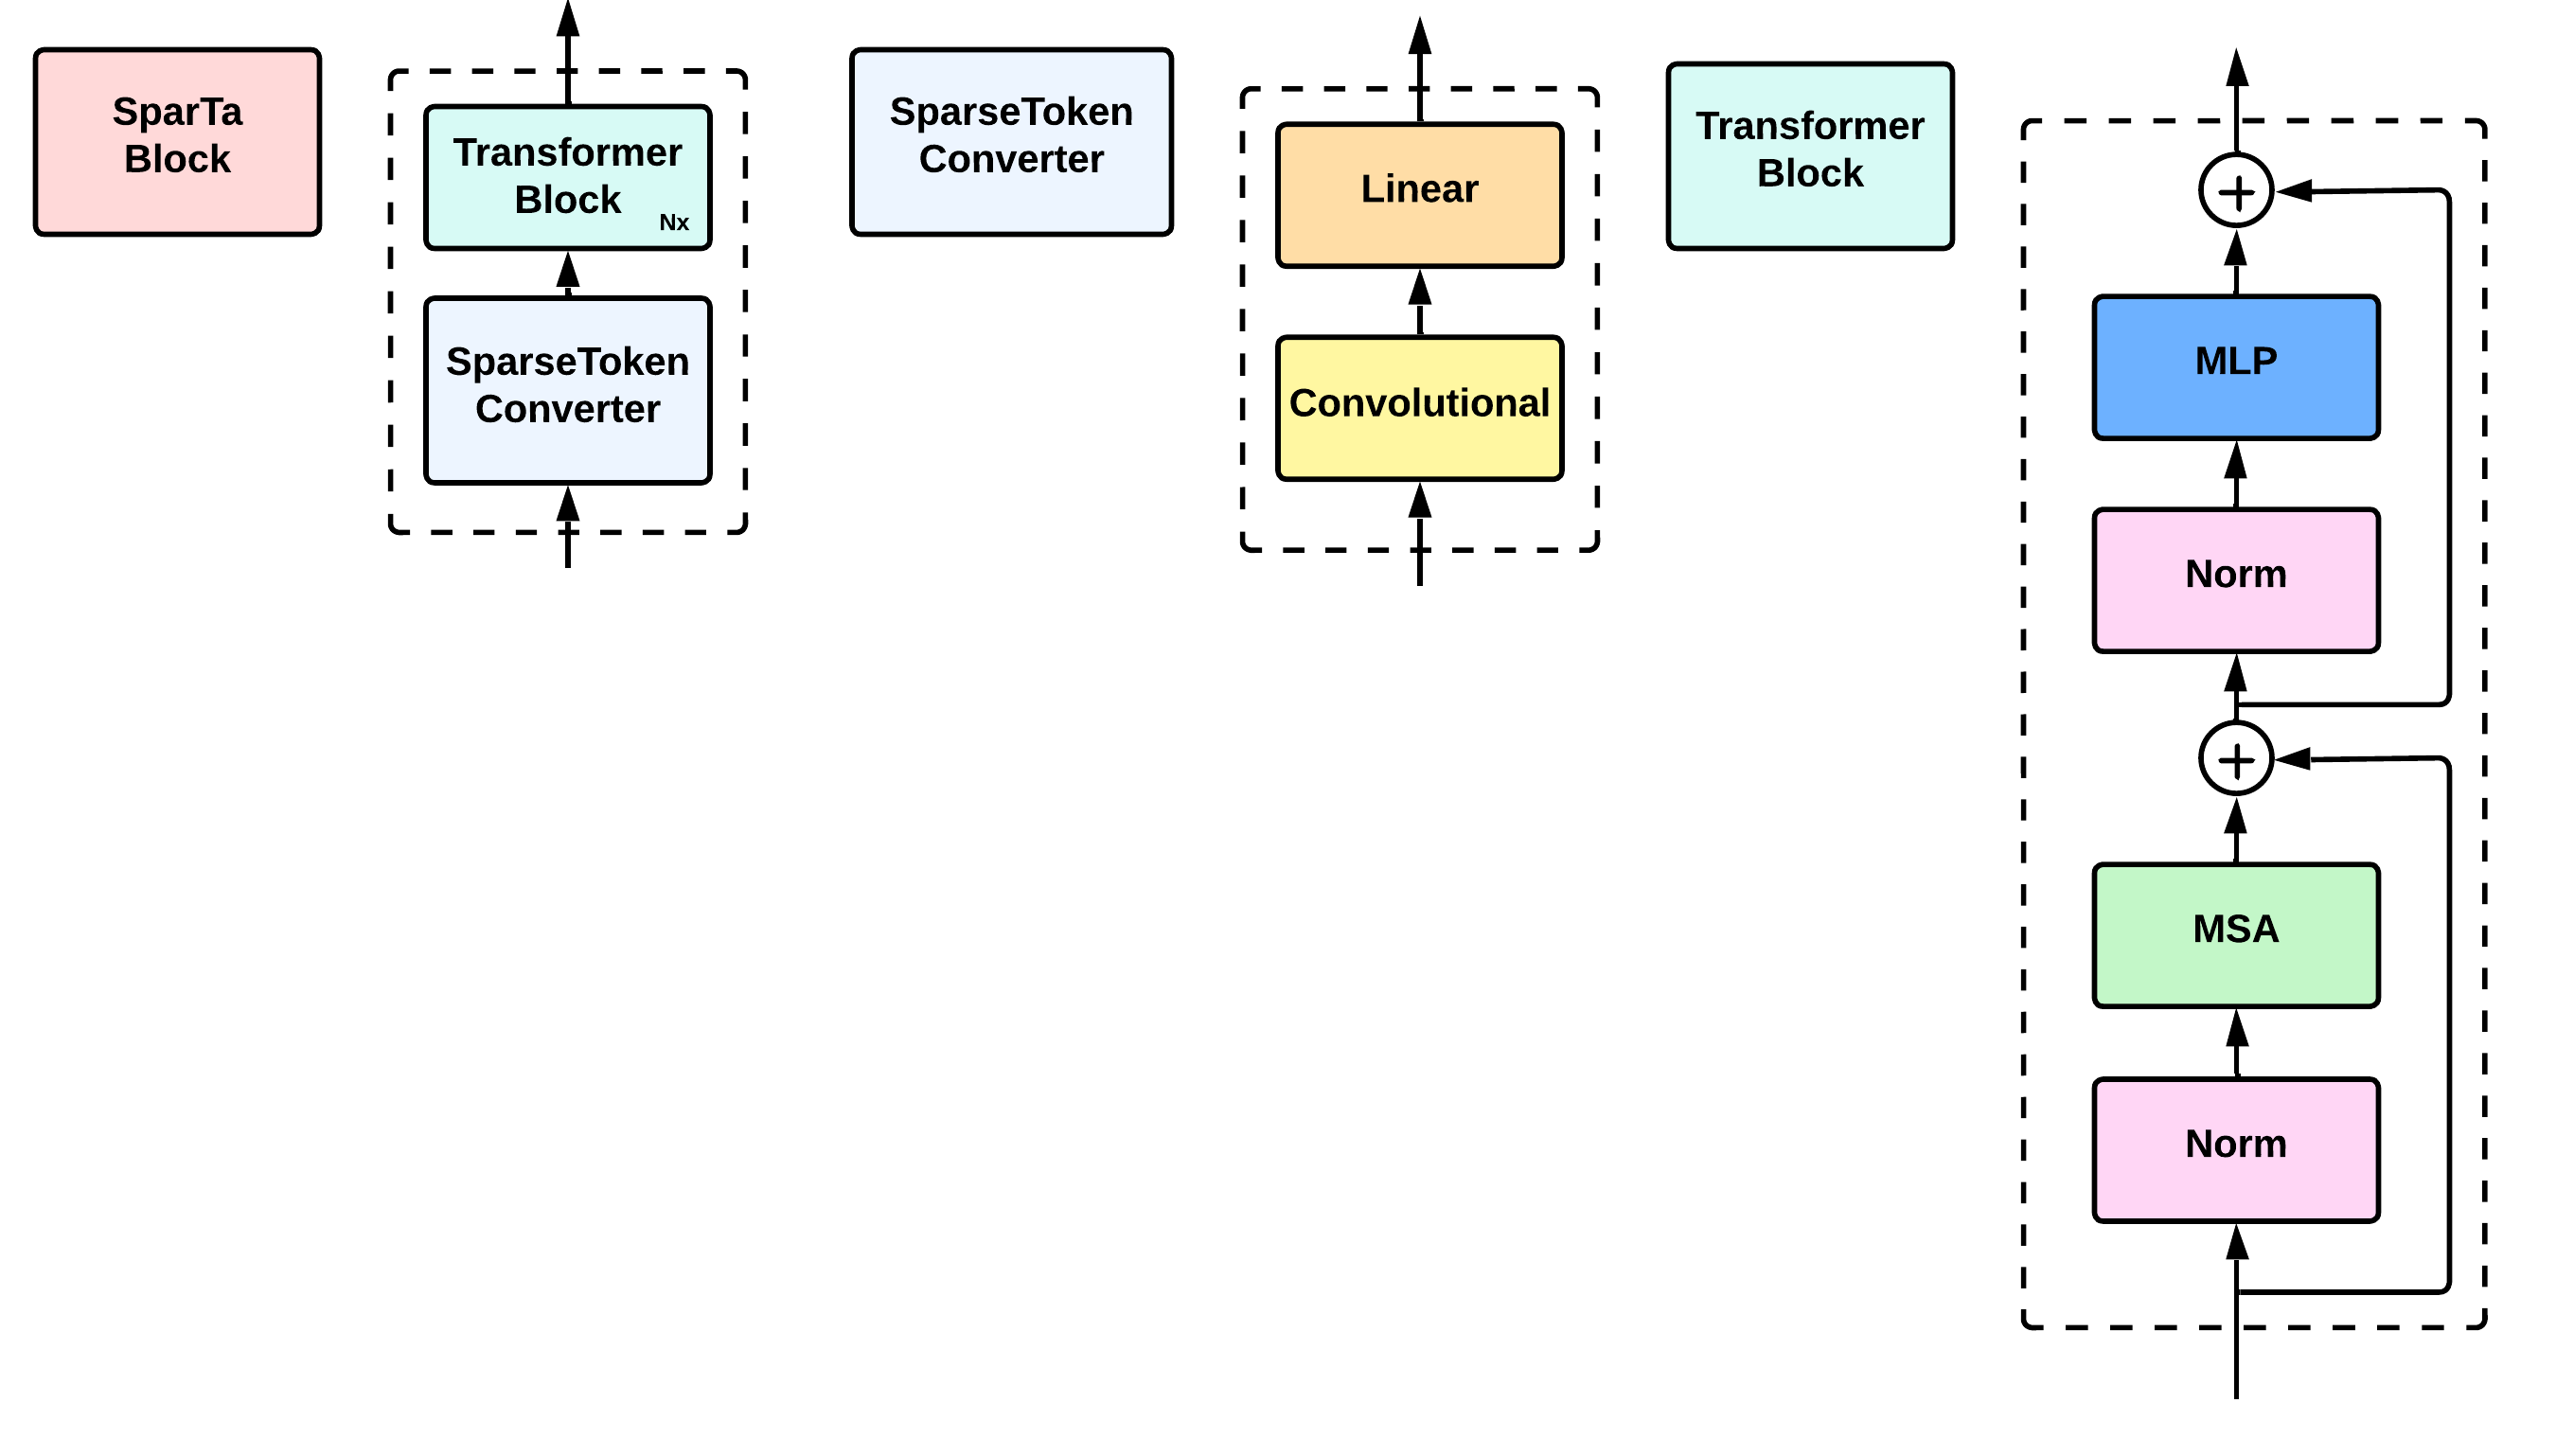 SparTa
Block
Transformer
Block
Nx
SparseToken
Converter
SparseToken
Converter
Linear
Convolutional
Transformer
Block
+
MLP
Norm
+
MSA
Norm